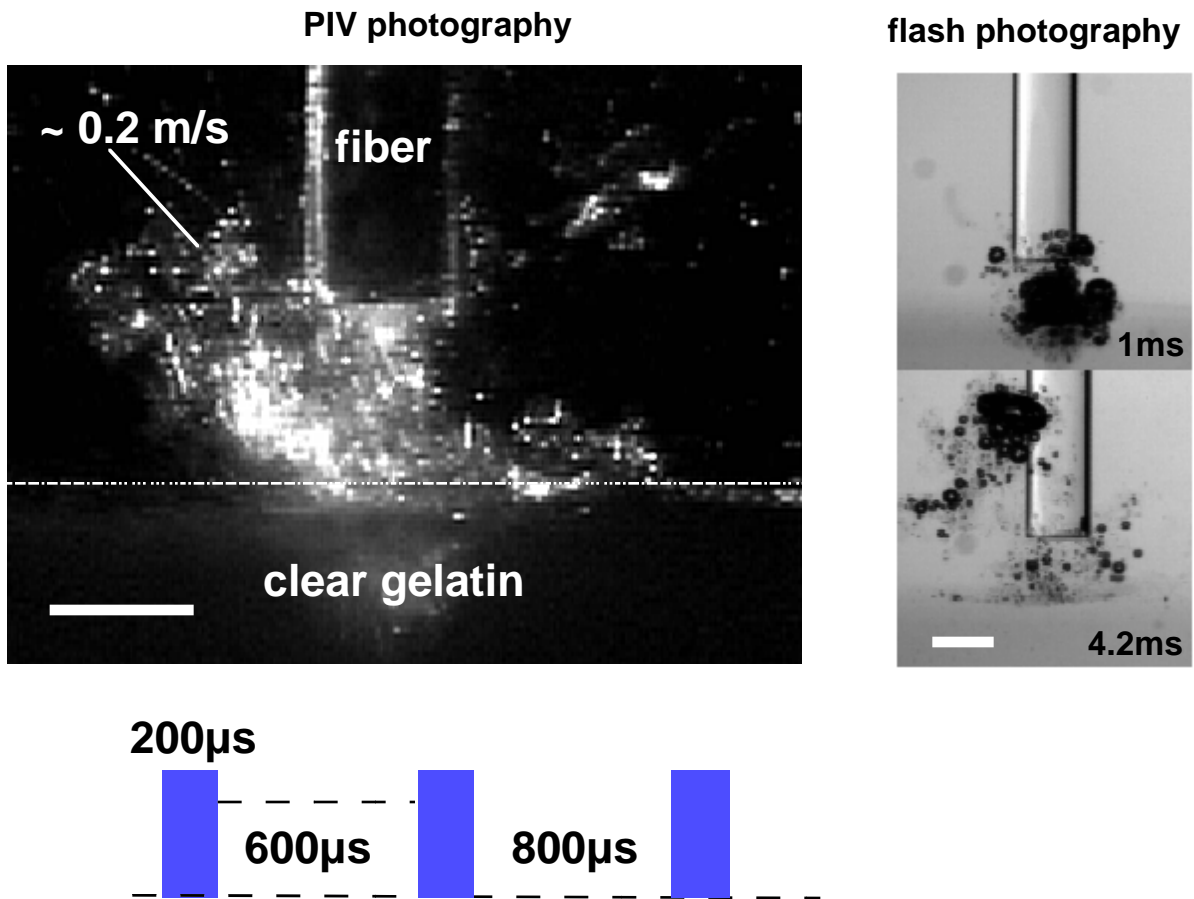 PIV photography
flash photography
~ 0.2 m/s
fiber
1ms
clear gelatin
4.2ms
200µs
600µs
800µs